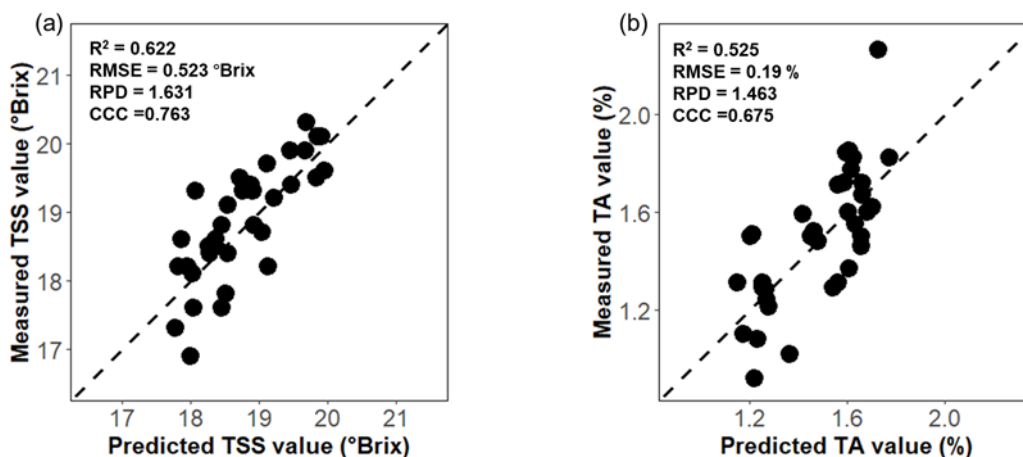 (a)
R² = 0.622
RMSE = 0.523 °Brix
RPD = 1.631
CCC =0.763
Measured TSS value (°Brix)
21
20
19
18
17
17 18 19 20 21
Predicted TSS value (°Brix)
(b)
R² = 0.525
RMSE = 0.19 %
RPD = 1.463
CCC =0.675
Measured TA value (%)
2.0
1.6
1.2
1.2 1.6 2.0
Predicted TA value (%)